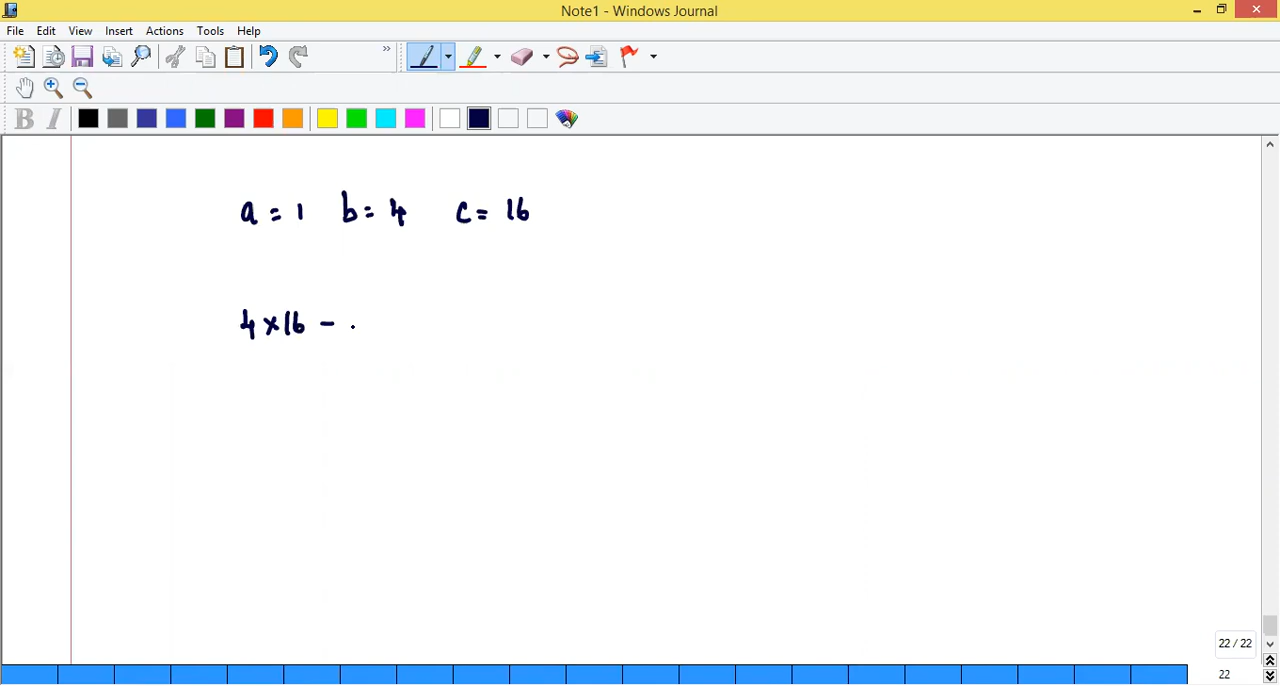 Note1 - Windows Journal
File Edit View Insert Actions Tools Help
B I
a = 1 b = 4 c = 16
4 × 16 -
22 / 22
22